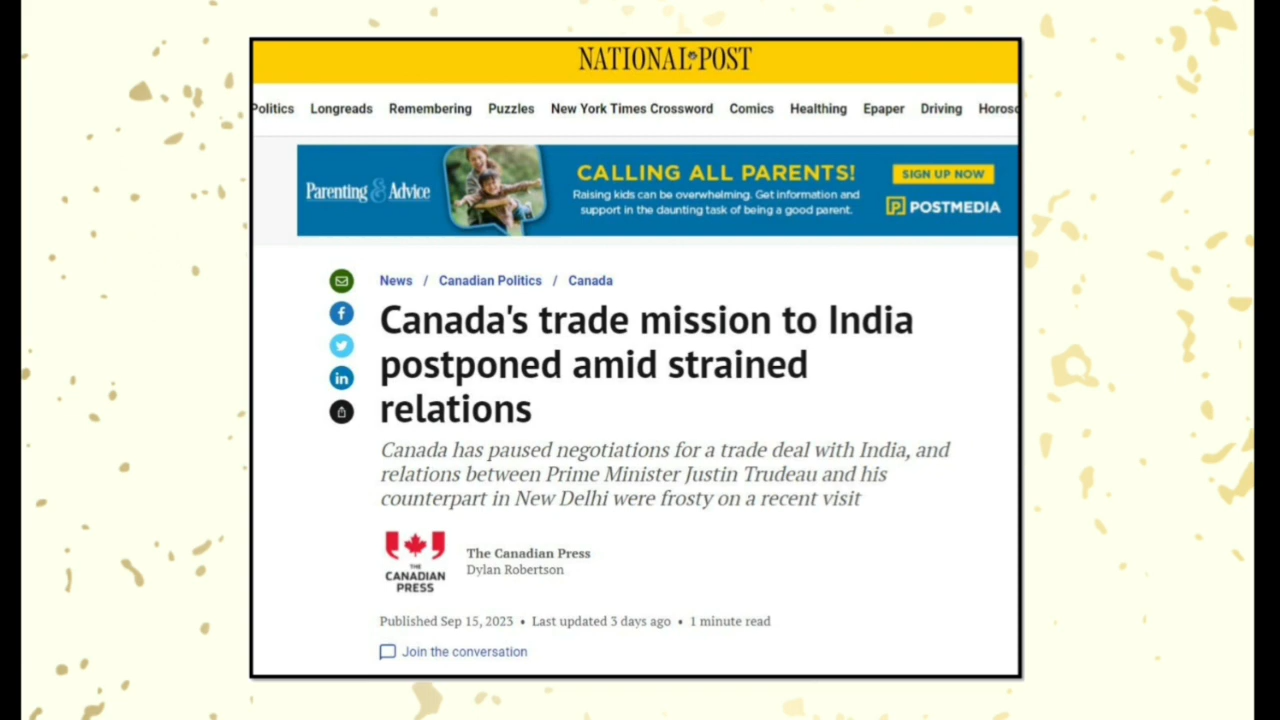 NATIONAL POST
Politics Longreads Remembering Puzzles New York Times Crossword Comics Healthing Epaper Driving Horosc
Parenting & Advice
CALLING ALL PARENTS!
Raising kids can be overwhelming. Get information and
support in the daunting task of being a good parent.
SIGN UP NOW
P POSTMEDIA
News / Canadian Politics / Canada
Canada's trade mission to India
postponed amid strained
relations
Canada has paused negotiations for a trade deal with India, and
relations between Prime Minister Justin Trudeau and his
counterpart in New Delhi were frosty on a recent visit
THE
CANADIAN
PRESS
The Canadian Press
Dylan Robertson
Published Sep 15, 2023 • Last updated 3 days ago • 1 minute read
Join the conversation